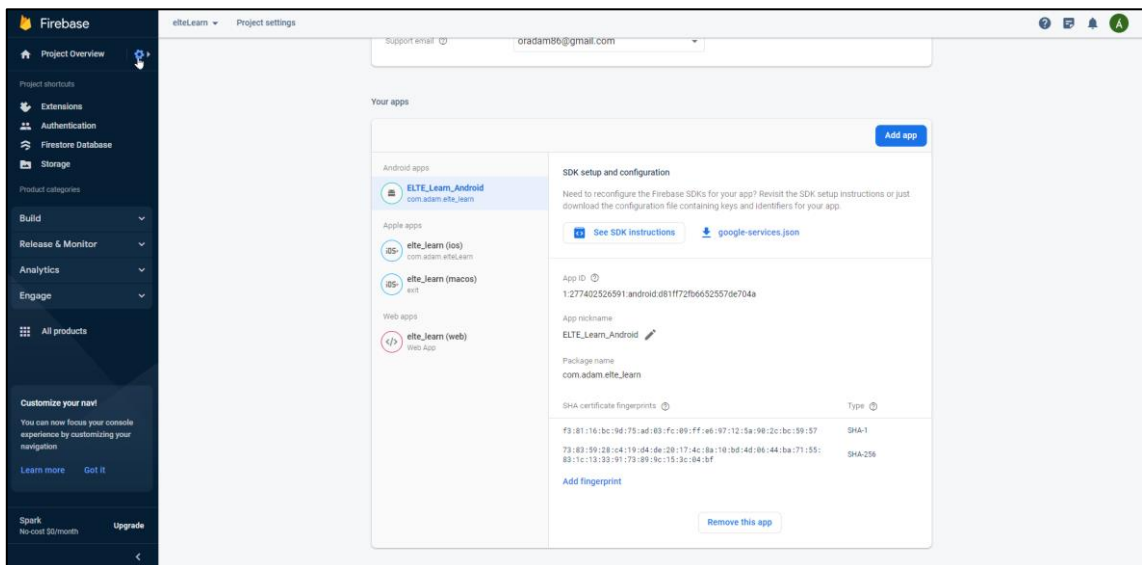 Firebase
elteLearn
Project settings
A
Project Overview
Project shortcuts
Extensions
Authentication
Firestore Database
Storage
Product categories
Build
Release & Monitor
Analytics
Engage
All products
Customize your nav!
You can now focus your console
experience by customizing your
navigation
Learn more Got it
Spark
No-cost $0/month
Upgrade
Support email
oradam86@gmail.com
Your apps
Add app
Android apps
ELTE_Learn_Android
com.adam.elte_learn
Apple apps
iOS+
elte_learn (ios)
com.adam.elteLearn
iOS+
elte_learn (macos)
exit
Web apps
</>
elte_learn (web)
Web App
SDK setup and configuration
Need to reconfigure the Firebase SDKs for your app? Revisit the SDK setup instructions or just
download the configuration file containing keys and identifiers for your app.
See SDK instructions
google-services.json
App ID
1:277402526591:android:d81ff72fb6652557de704a
App nickname
ELTE_Learn_Android
Package name
com.adam.elte_learn
SHA certificate fingerprints
Type
f3:81:16:bc:9d:75:ad:03:fc:09:ff:e6:97:12:5a:90:2c:bc:59:57
SHA-1
73:83:59:28:c4:19:d4:de:20:17:4c:8a:10:bd:4d:06:44:ba:71:55:
83:1c:13:33:91:73:89:9c:15:3c:04:bf
SHA-256
Add fingerprint
Remove this app